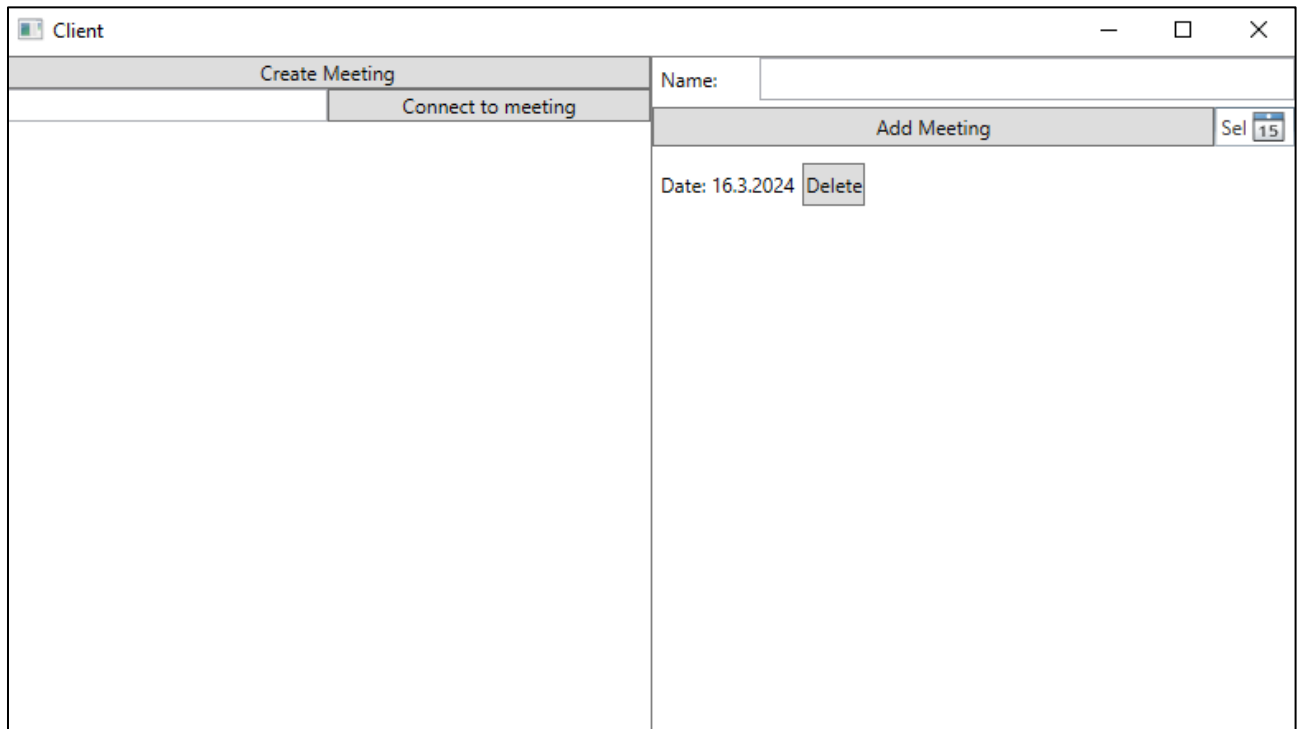 Client
Create Meeting
Connect to meeting
Name:
Add Meeting
Sel 15
Date: 16.3.2024 Delete